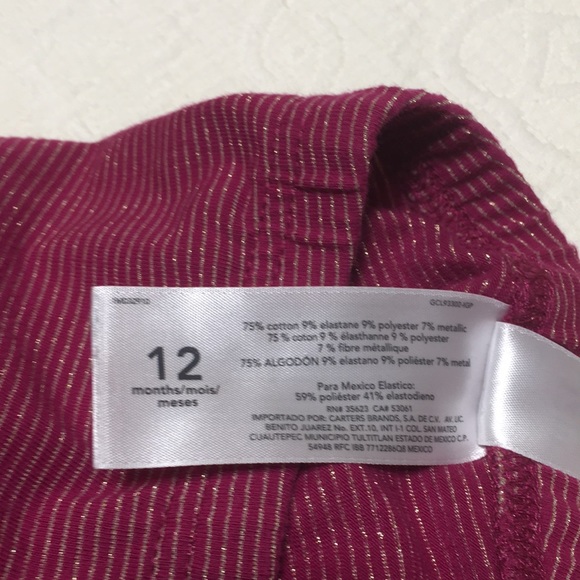 12
months/mois/
meses
75% cotton 9% elastane 9% polyester 7% metallic
75 % coton 9 % élasthanne 9 % polyester
7 % fibre métallique
75% ALGODÓN 9% elastano 9% poliéster 7% metal
Para Mexico Elastico:
59% poliéster 41% elastodieno
RN# 35623 CA# 53061
IMPORTADO POR: CARTERS BRANDS, S.A. DE C.V. AV. LIC.
BENITO JUAREZ No. EXT.10, INT I-1 COL. SAN MATEO
CUAUTEPEC MUNICIPIO TULTITLAN ESTADO DE MEXICO C.P.
54948 RFC IBB 7712286Q8 MEXICO